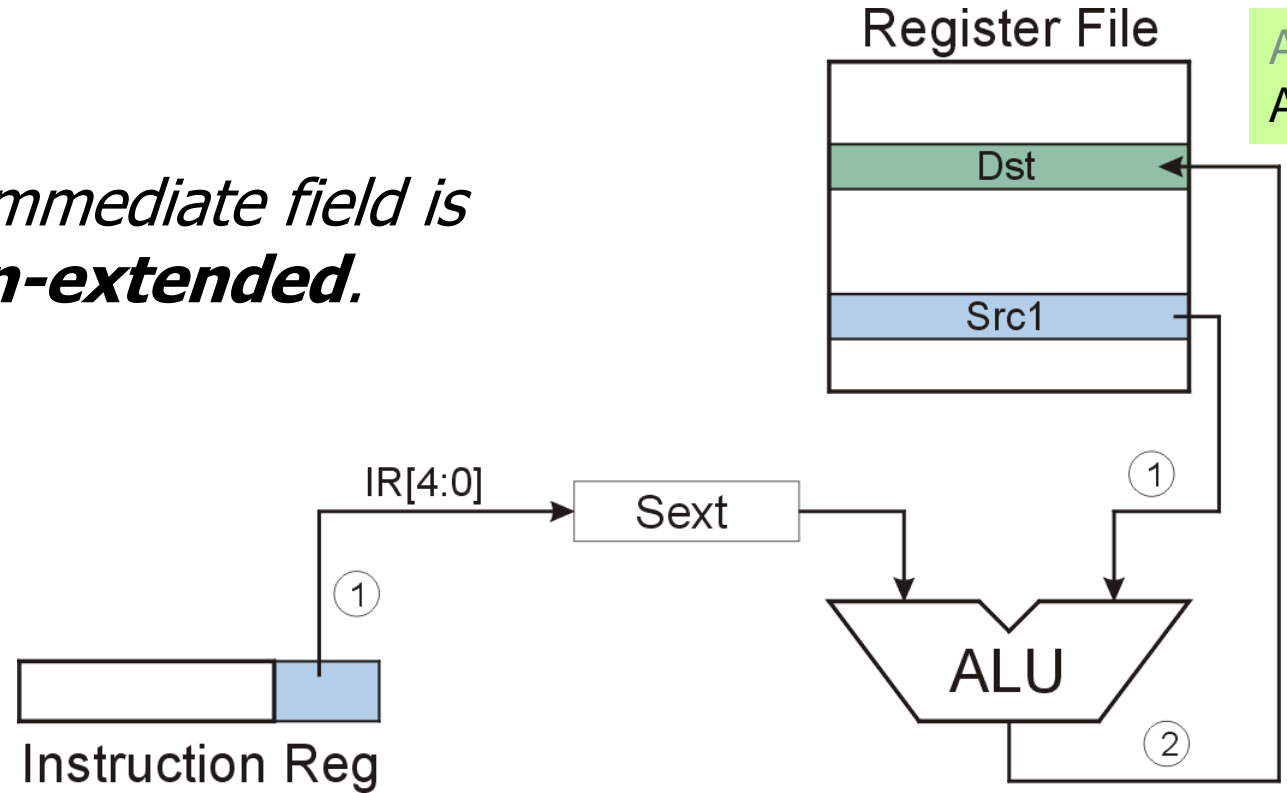 Register File
A
A
Dst
mmediate field is
n-extended.
Src1
IR[4:0]
Sext
1
1
ALU
2
Instruction Reg